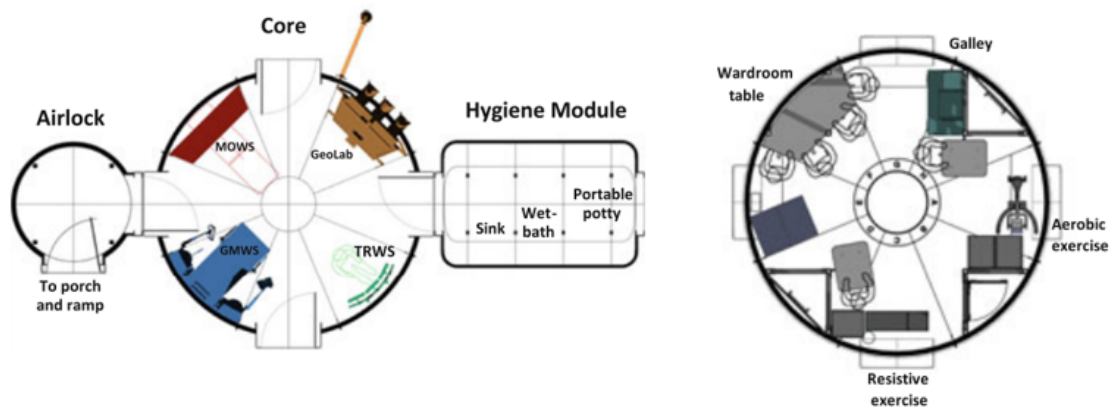 Core
Airlock
Hygiene Module
MOWS
GeoLab
GMWS
TRWS
Sink
Wet-
bath
Portable
potty
To porch
and ramp
Galley
Wardroom
table
Aerobic
exercise
Resistive
exercise